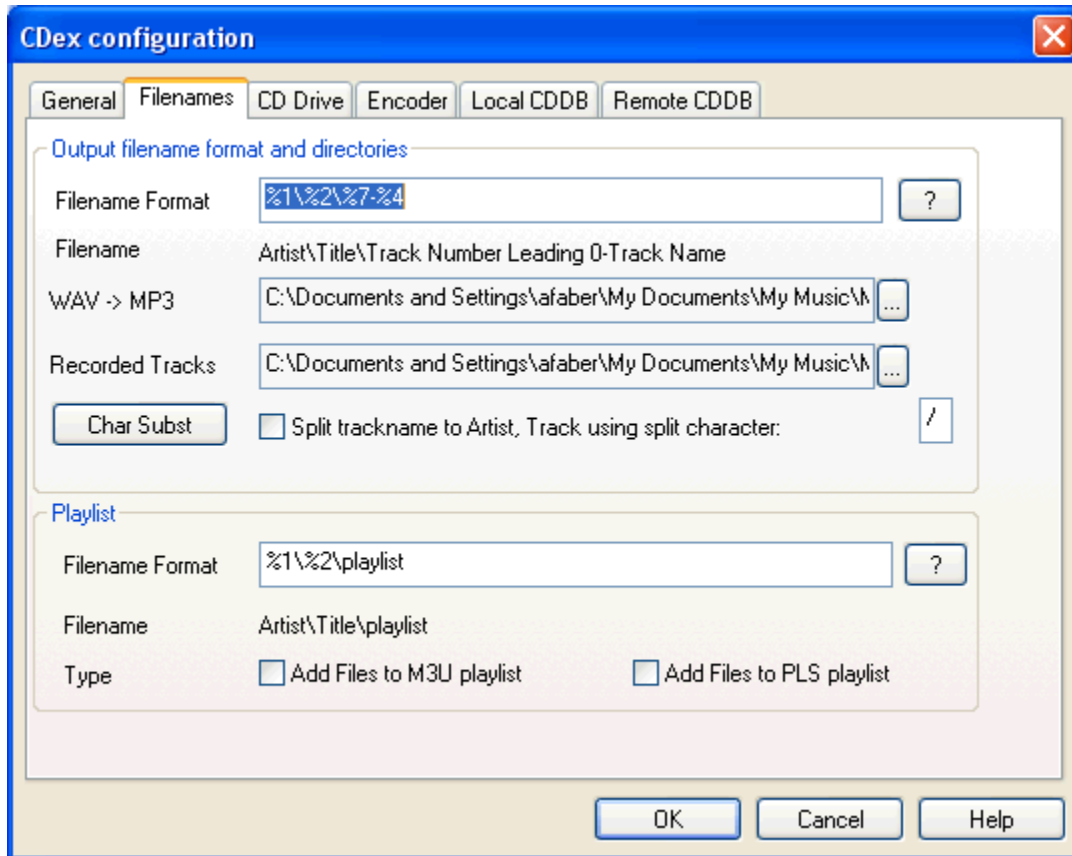 CDex configuration
General Filenames CD Drive Encoder Local CDDB Remote CDDB
Output filename format and directories
Filename Format %1\%2\%7-%4 ?
Filename Artist\Title\Track Number Leading 0-Track Name
WAV -> MP3 C:\Documents and Settings\afaber\My Documents\My Music\M ...
Recorded Tracks C:\Documents and Settings\afaber\My Documents\My Music\M ...
Char Subst Split trackname to Artist, Track using split character: /
Playlist
Filename Format %1\%2\playlist ?
Filename Artist\Title\playlist
Type Add Files to M3U playlist Add Files to PLS playlist
OK Cancel Help